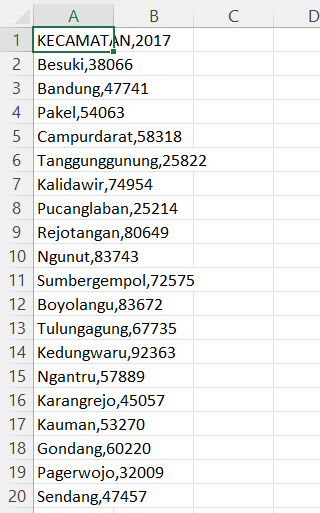 A B C D
1 KECAMATAN,2017
2 Besuki,38066
3 Bandung,47741
4 Pakel,54063
5 Campurdarat,58318
6 Tanggunggunung,25822
7 Kalidawir,74954
8 Pucanglaban,25214
9 Rejotangan,80649
10 Ngunut,83743
11 Sumbergempol,72575
12 Boyolangu,83672
13 Tulungagung,67735
14 Kedungwaru,92363
15 Ngantru,57889
16 Karangrejo,45057
17 Kauman,53270
18 Gondang,60220
19 Pagerwojo,32009
20 Sendang,47457